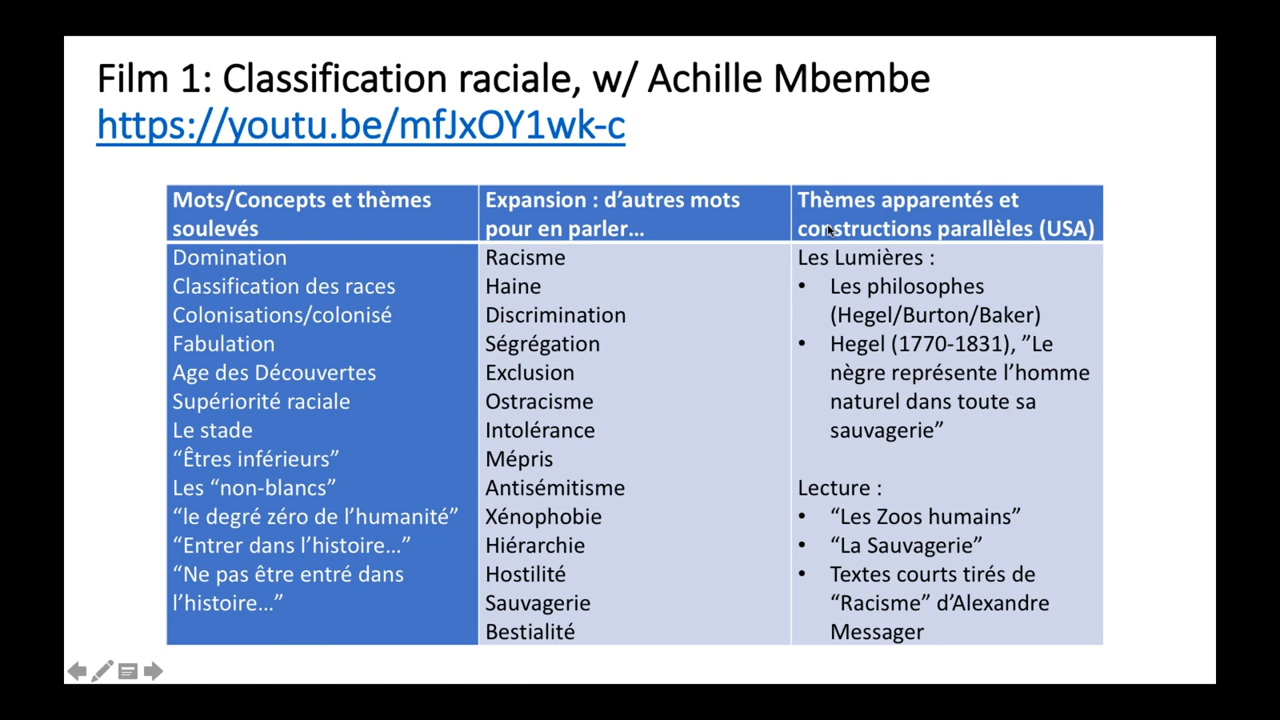 Film 1: Classification raciale, w/ Achille Mbembe
https://youtu.be/mfJxOY1wk-c
Mots/Concepts et thèmes
soulevés
Domination
Classification des races
Colonisations/colonisé
Fabulation
Age des Découvertes
Supériorité raciale
Le stade
“Êtres inférieurs”
Les “non-blancs”
“le degré zéro de l’humanité”
“Entrer dans l’histoire…”
“Ne pas être entré dans
l’histoire…”
Expansion : d’autres mots
pour en parler…
Racisme
Haine
Discrimination
Ségrégation
Exclusion
Ostracisme
Intolérance
Mépris
Antisémitisme
Xénophobie
Hiérarchie
Hostilité
Sauvagerie
Bestialité
Thèmes apparentés et
constructions parallèles (USA)
Les Lumières :
• Les philosophes
(Hegel/Burton/Baker)
• Hegel (1770-1831), ”Le
nègre représente l’homme
naturel dans toute sa
sauvagerie”
Lecture :
• “Les Zoos humains”
• “La Sauvagerie”
• Textes courts tirés de
“Racisme” d’Alexandre
Messager